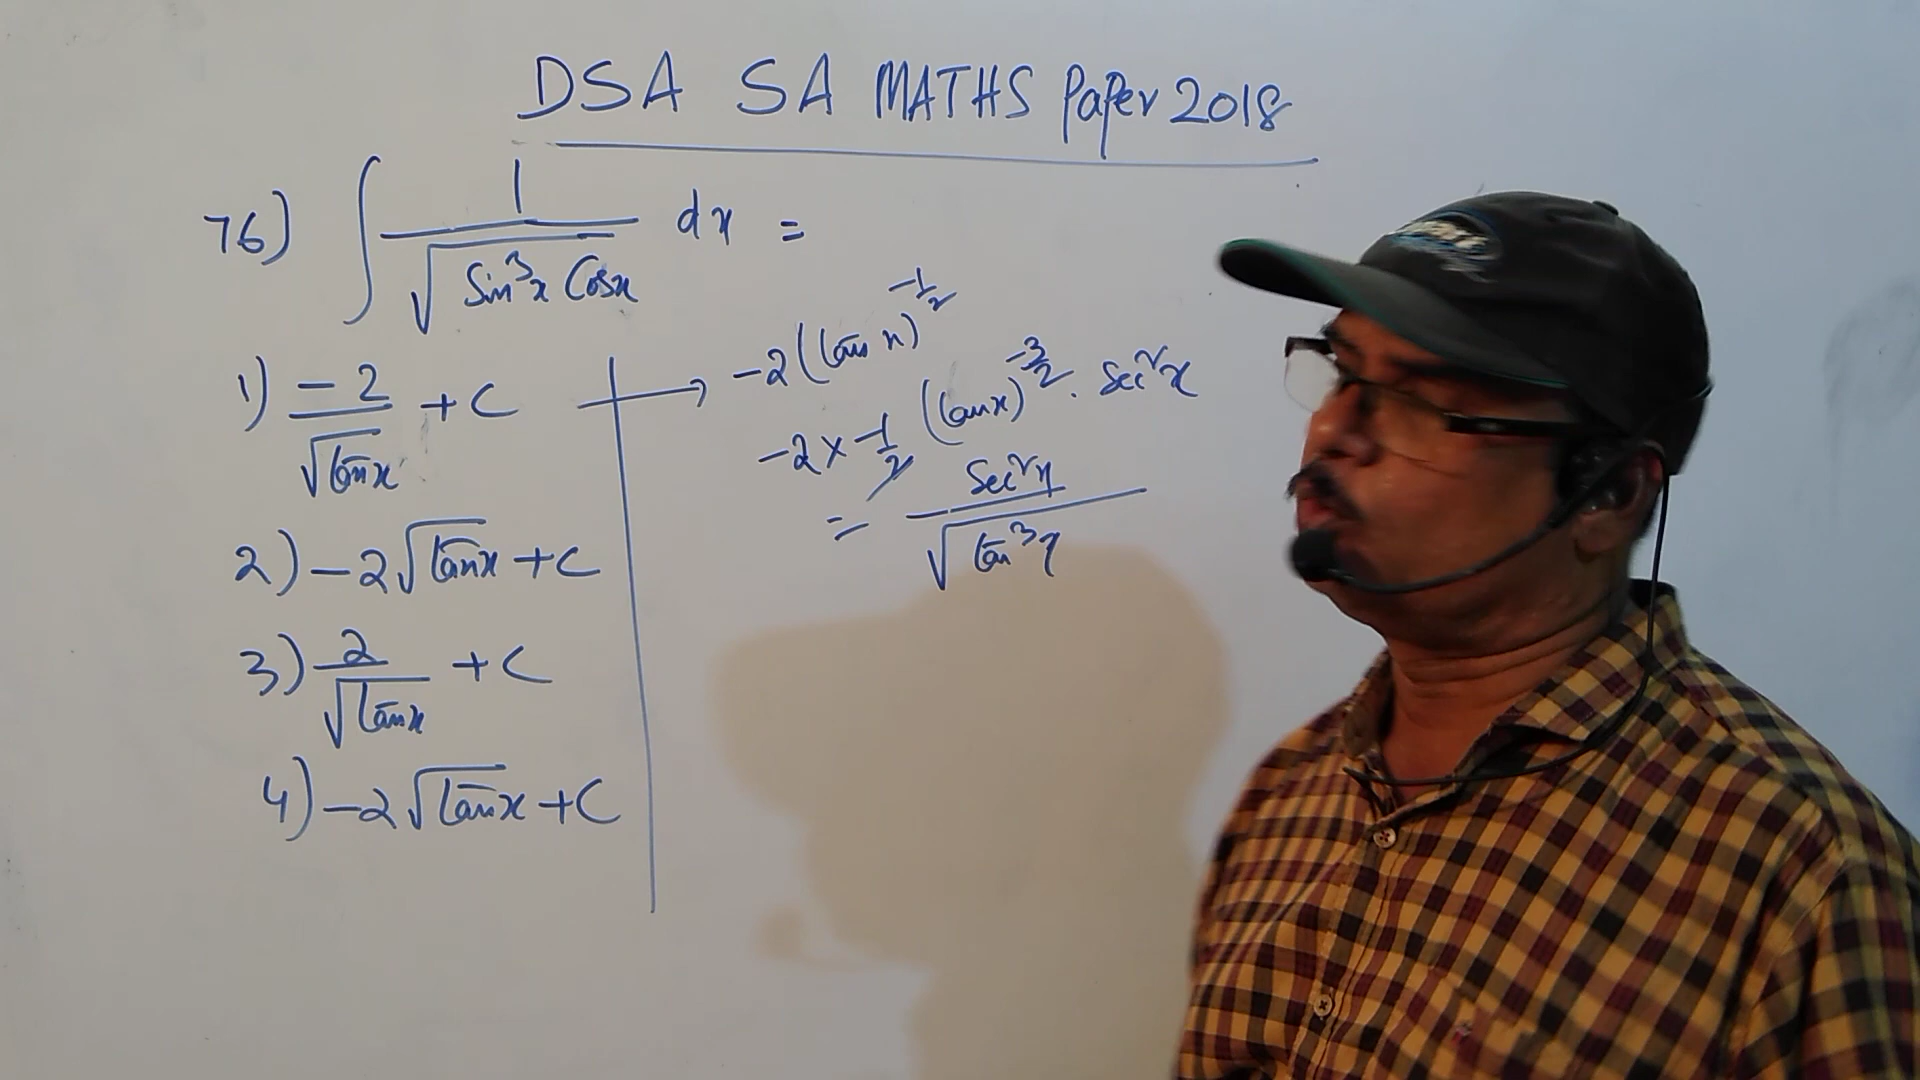 DSA SA MATHS Paper 2018
76) ∫ 1/√(Sin³x Cosx) dx =
1) -2/√(tanx) + C
2) -2√(tanx) + C
3) 2/√(tanx) + C
4) -2√(tanx) + C
→ -2(tan x)^(-1/2)
-2 × -1/2 (tanx)^(-3/2) . Sec²x
= Sec²x/√(tan³x)